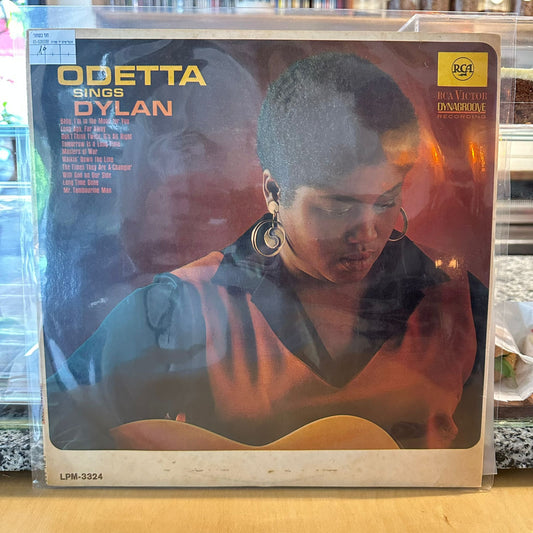 ODETTA
SINGS
DYLAN
Baby, I'm in the Mood for You
Long Ago, Far Away
Don't Think Twice, It's All Right
Tomorrow Is a Long Time
Masters of War
Walkin' Down the Line
The Times They Are A-Changin'
With God on Our Side
Long Time Gone
Mr. Tambourine Man
RCA
RCA VICTOR
DYNAGROOVE
RECORDING
LPM-3324